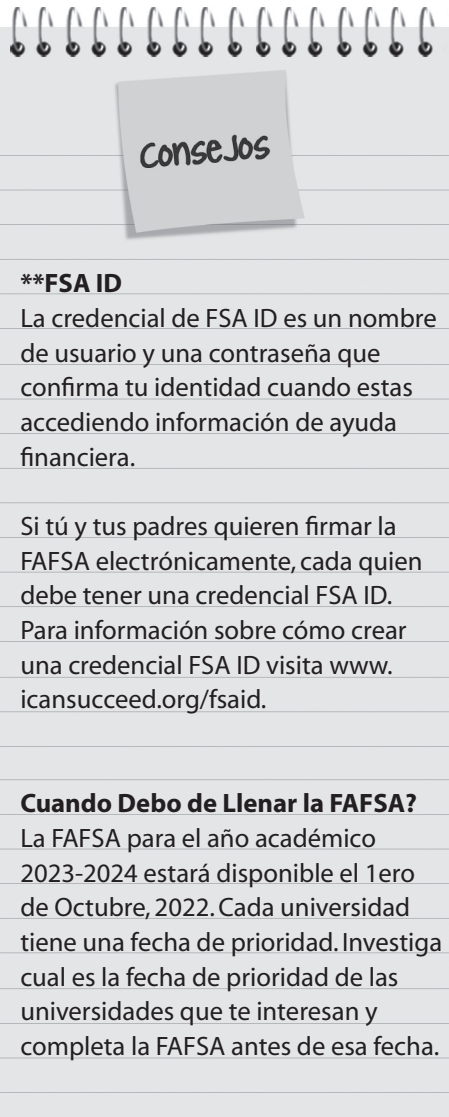 Consejos
**FSA ID
La credencial de FSA ID es un nombre
de usuario y una contraseña que
confirma tu identidad cuando estas
accediendo información de ayuda
financiera.
Si tú y tus padres quieren firmar la
FAFSA electrónicamente, cada quien
debe tener una credencial FSA ID.
Para información sobre cómo crear
una credencial FSA ID visita www.
icansucceed.org/fsaid.
Cuando Debo de Llenar la FAFSA?
La FAFSA para el año académico
2023-2024 estará disponible el 1ero
de Octubre, 2022. Cada universidad
tiene una fecha de prioridad. Investiga
cual es la fecha de prioridad de las
universidades que te interesan y
completa la FAFSA antes de esa fecha.